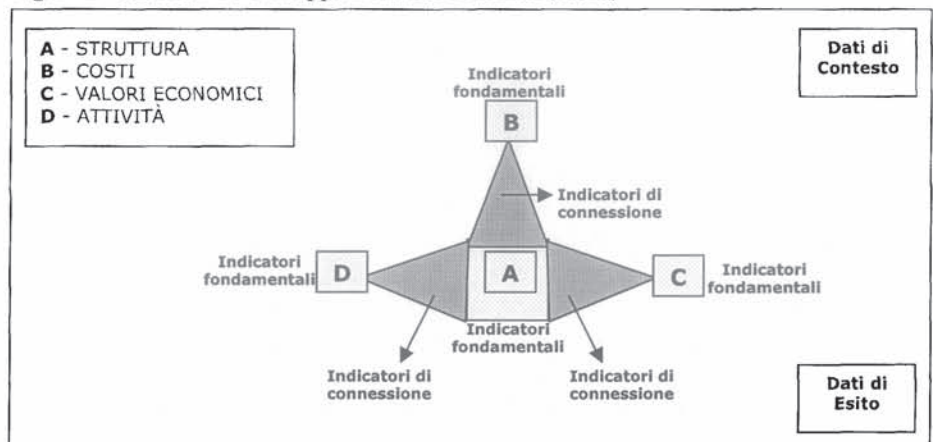 A - STRUTTURA
B - COSTI
C - VALORI ECONOMICI
D - ATTIVITÀ
Dati di
Contesto
Indicatori
fondamentali
B
Indicatori di
connessione
Indicatori
fondamentali
D
A
C
Indicatori
fondamentali
Indicatori
fondamentali
Indicatori di
connessione
Indicatori di
connessione
Dati di
Esito